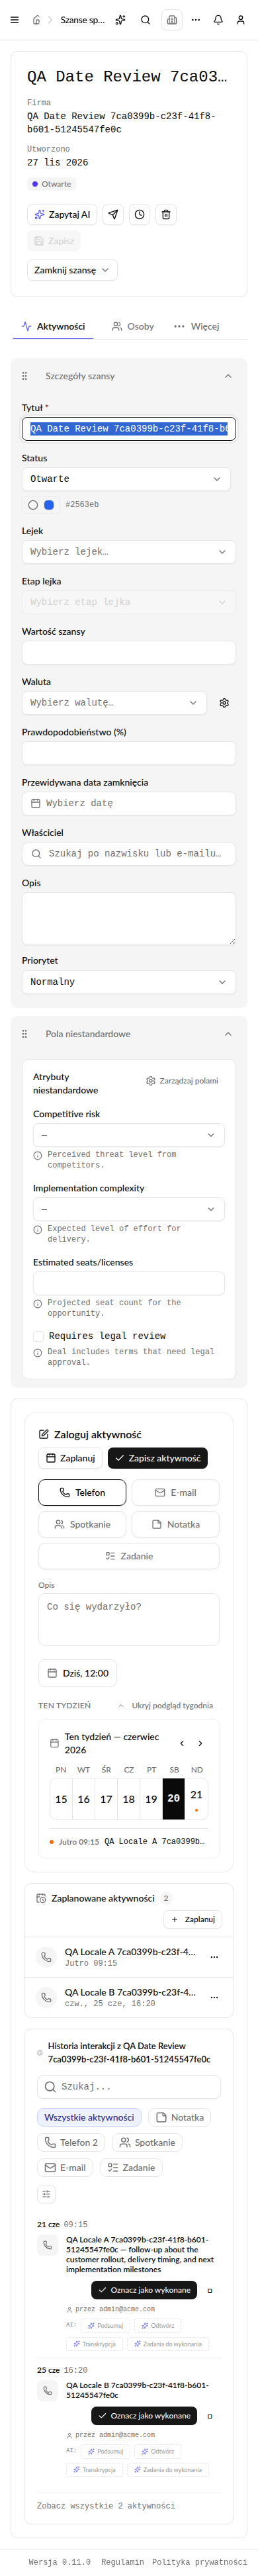 Szanse sp...
QA Date Review 7ca03…
Firma
QA Date Review 7ca0399b-c23f-41f8-
b601-51245547fe0c
Utworzono
27 lis 2026
Otwarte
Zapytaj AI
Zapisz
Zamknij szansę
Aktywności
Osoby
Więcej
Szczegóły szansy
Tytuł *
QA Date Review 7ca0399b-c23f-41f8-b6
Status
Otwarte
#2563eb
Lejek
Wybierz lejek…
Etap lejka
Wybierz etap lejka
Wartość szansy
Waluta
Wybierz walutę…
Prawdopodobieństwo (%)
Przewidywana data zamknięcia
Wybierz datę
Właściciel
Szukaj po nazwisku lub e-mailu…
Opis
Priorytet
Normalny
Pola niestandardowe
Atrybuty
niestandardowe
Zarządzaj polami
Competitive risk
—
Perceived threat level from
competitors.
Implementation complexity
—
Expected level of effort for
delivery.
Estimated seats/licenses
Projected seat count for the
opportunity.
Requires legal review
Deal includes terms that need legal
approval.
Zaloguj aktywność
Zaplanuj
Zapisz aktywność
Telefon
E-mail
Spotkanie
Notatka
Zadanie
Opis
Co się wydarzyło?
Dziś, 12:00
TEN TYDZIEŃ
Ukryj podgląd tygodnia
Ten tydzień — czerwiec
2026
PN WT ŚR CZ PT SB ND
15 16 17 18 19 20 21
Jutro 09:15 QA Locale A 7ca0399b…
Zaplanowane aktywności 2
Zaplanuj
QA Locale A 7ca0399b-c23f-4...
Jutro 09:15
QA Locale B 7ca0399b-c23f-4...
czw., 25 cze, 16:20
Historia interakcji z QA Date Review
7ca0399b-c23f-41f8-b601-51245547fe0c
Szukaj...
Wszystkie aktywności
Notatka
Telefon 2
Spotkanie
E-mail
Zadanie
21 cze 09:15
QA Locale A 7ca0399b-c23f-41f8-b601-
51245547fe0c — follow-up about the
customer rollout, delivery timing, and next
implementation milestones
Oznacz jako wykonane
przez admin@acme.com
AI:
Podsumuj
Odtwórz
Transkrypcja
Zadania do wykonania
25 cze 16:20
QA Locale B 7ca0399b-c23f-41f8-b601-
51245547fe0c
Oznacz jako wykonane
przez admin@acme.com
AI:
Podsumuj
Odtwórz
Transkrypcja
Zadania do wykonania
Zobacz wszystkie 2 aktywności
Wersja 0.11.0 Regulamin Polityka prywatności